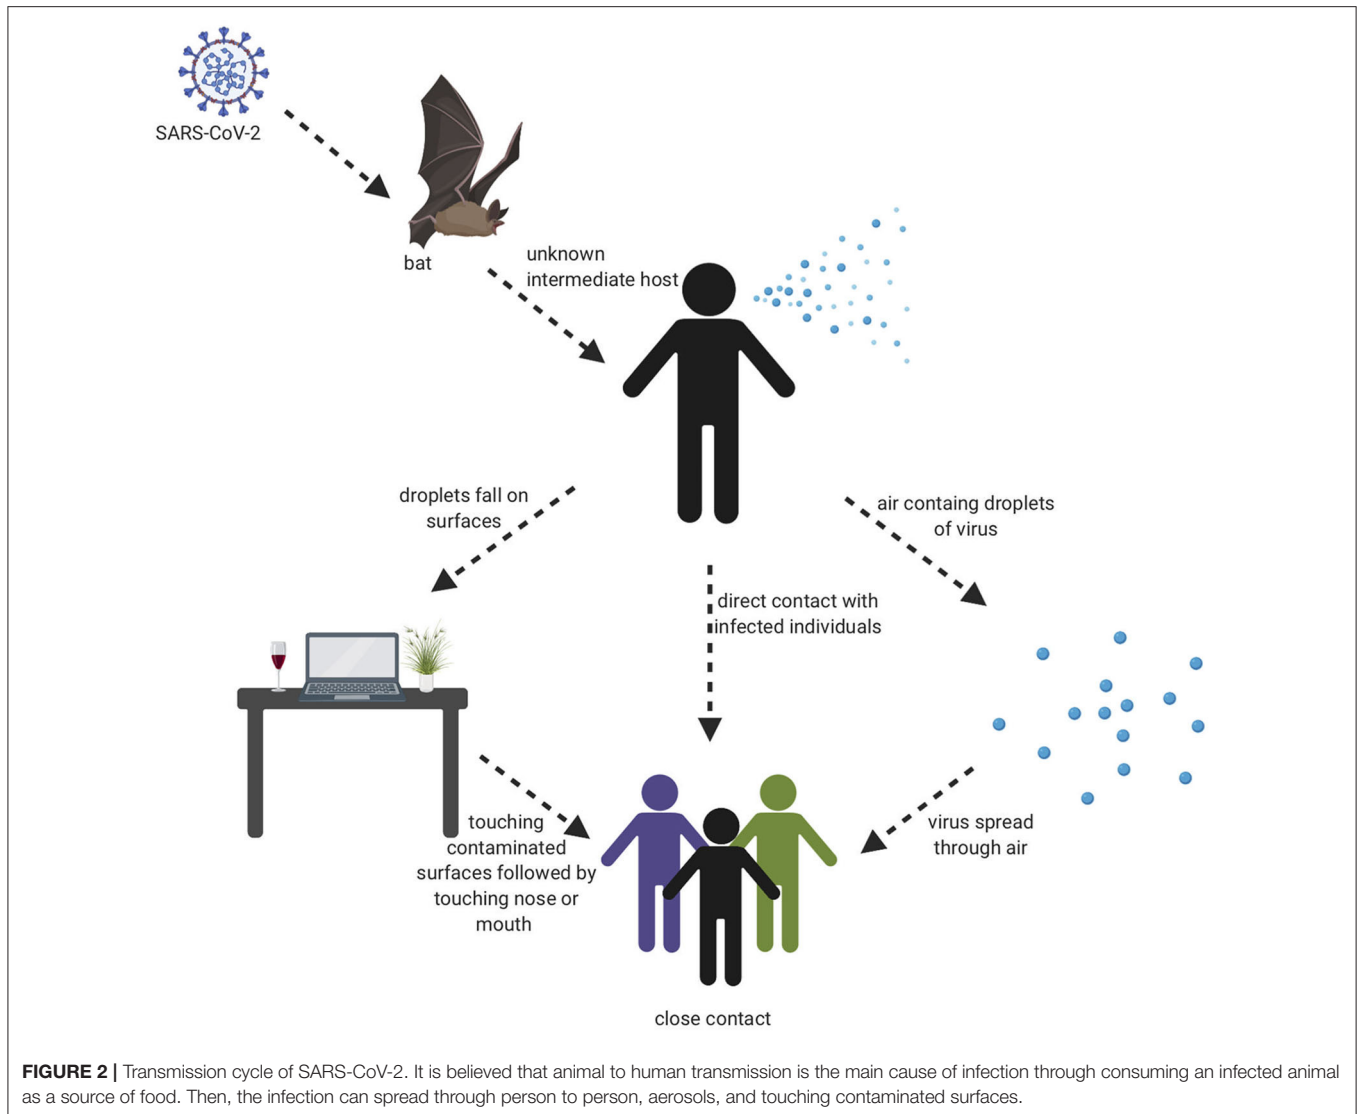 SARS-CoV-2
bat
unknown
intermediate host
droplets fall on
surfaces
air containg droplets
of virus
direct contact with
infected individuals
touching
contaminated
surfaces followed by
touching nose or
mouth
virus spread
through air
close contact
FIGURE 2 | Transmission cycle of SARS-CoV-2. It is believed that animal to human transmission is the main cause of infection through consuming an infected animal
as a source of food. Then, the infection can spread through person to person, aerosols, and touching contaminated surfaces.